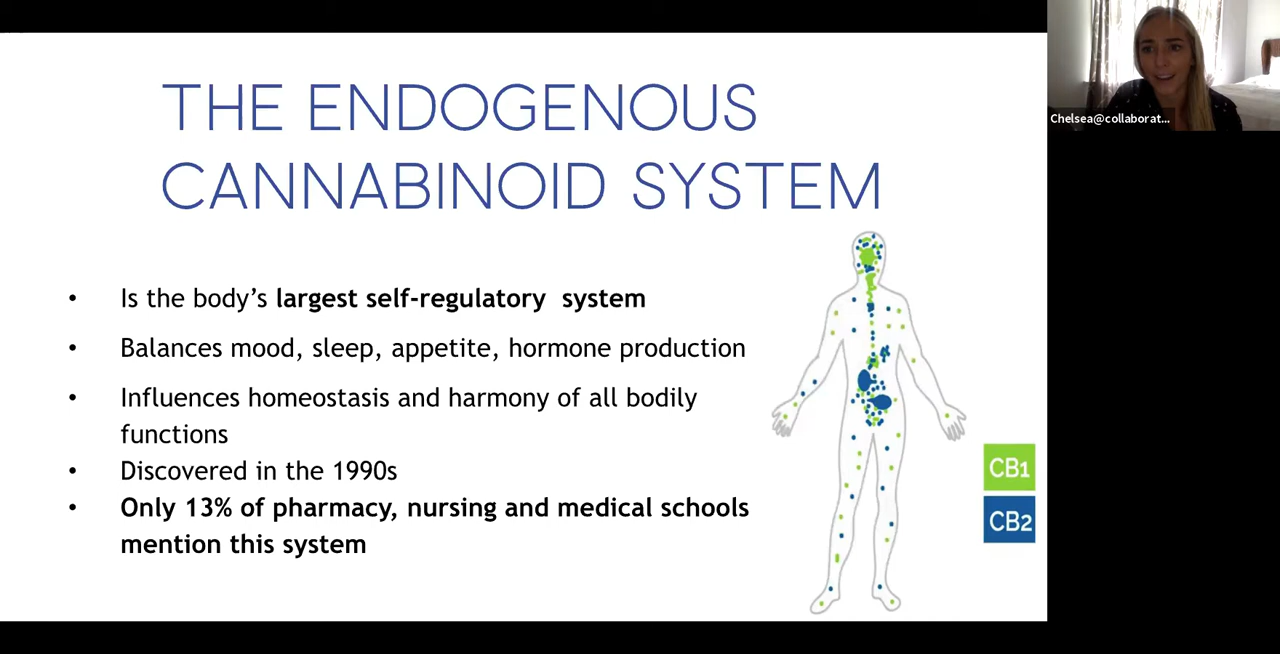 THE ENDOGENOUS
CANNABINOID SYSTEM
• Is the body’s largest self-regulatory  system
• Balances mood, sleep, appetite, hormone production
• Influences homeostasis and harmony of all bodily
functions
• Discovered in the 1990s
• Only 13% of pharmacy, nursing and medical schools
mention this system
CB1
CB2
Chelsea@collaborat...